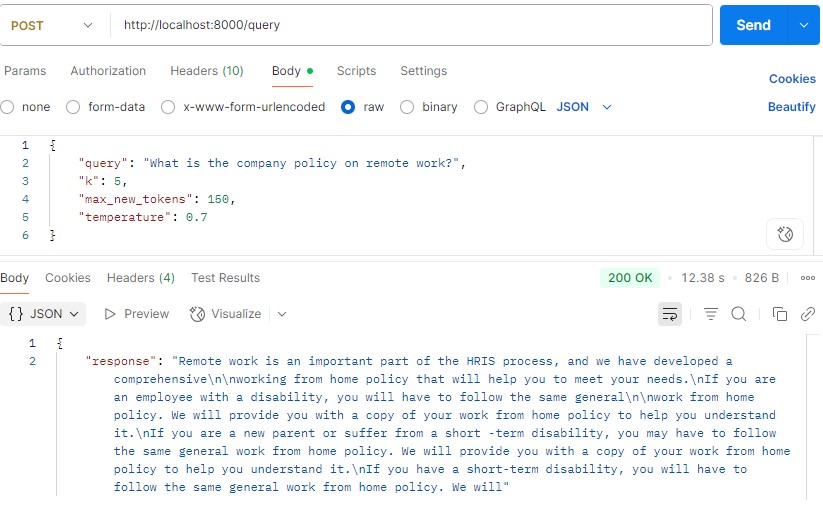 POST http://localhost:8000/query Send
Params Authorization Headers (10) Body Scripts Settings Cookies
none form-data x-www-form-urlencoded raw binary GraphQL JSON Beautify
1 {
2 "query": "What is the company policy on remote work?",
3 "k": 5,
4 "max_new_tokens": 150,
5 "temperature": 0.7
6 }
Body Cookies Headers (4) Test Results 200 OK 12.38 s 826 B
{} JSON Preview Visualize
1 {
2 "response": "Remote work is an important part of the HRIS process, and we have developed a
comprehensive\n\nworking from home policy that will help you to meet your needs.\nIf you are
an employee with a disability, you will have to follow the same general\n\nwork from home
policy. We will provide you with a copy of your work from home policy to help you understand
it.\nIf you are a new parent or suffer from a short -term disability, you may have to follow
the same general work from home policy. We will provide you with a copy of your work from home
policy to help you understand it.\nIf you have a short-term disability, you will have to
follow the same general work from home policy. We will"